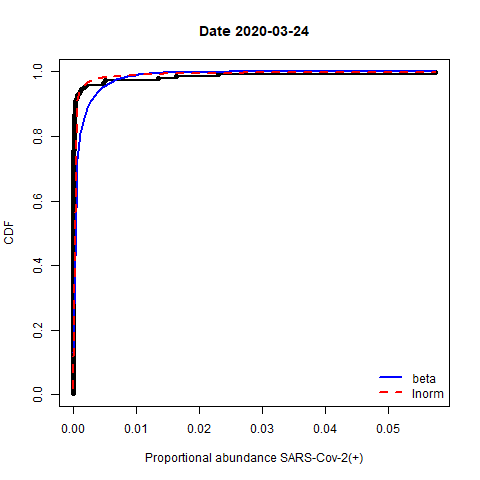 Date 2020-03-24
CDF
1.0
0.8
0.6
0.4
0.2
0.0
beta
lnorm
0.00 0.01 0.02 0.03 0.04 0.05
Proportional abundance SARS-Cov-2(+)